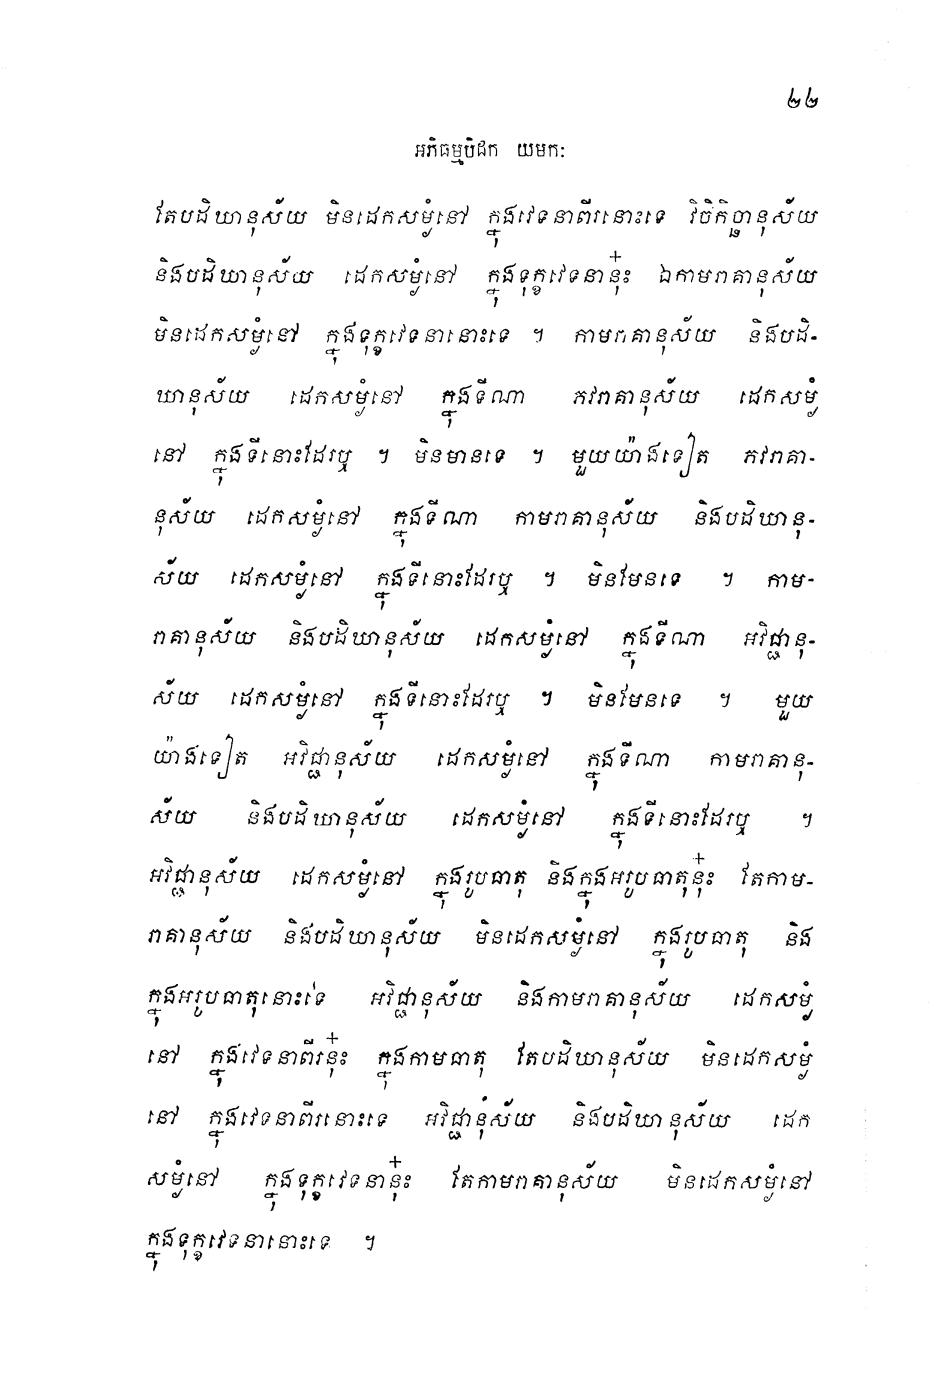 ២២
អភិធម្មបិដក យមកៈ
តែបដិឃានុស័យ មិនដេកសម្ងំនៅ ក្នុងវេទនាពីរនោះទេ វិចិកិច្ឆានុស័យ
និងបដិឃានុស័យ ដេកសម្ងំនៅ ក្នុងទុក្ខវេទនានុ៎ះ ឯកាមរាគានុស័យ
មិនដេកសម្ងំនៅ ក្នុងទុក្ខវេទនានោះទេ ។ កាមរាគានុស័យ និងបដិ-
ឃានុស័យ ដេកសម្ងំនៅ ក្នុងទីណា ភវរាគានុស័យ ដេកសម្ងំ
នៅ ក្នុងទីនោះដែរឬ ។ មិនមានទេ ។ មួយយ៉ាងទៀត ភវរាគា-
នុស័យ ដេកសម្ងំនៅ ក្នុងទីណា កាមរាគានុស័យ និងបដិឃានុ-
ស័យ ដេកសម្ងំនៅ ក្នុងទីនោះដែរឬ ។ មិនមែនទេ ។ កាម-
រាគានុស័យ និងបដិឃានុស័យ ដេកសម្ងំនៅ ក្នុងទីណា អវិជ្ជានុ-
ស័យ ដេកសម្ងំនៅ ក្នុងទីនោះដែរឬ ។ មិនមែនទេ ។ មួយ
យ៉ាងទៀត អវិជ្ជានុស័យ ដេកសម្ងំនៅ ក្នុងទីណា កាមរាគានុ-
ស័យ និងបដិឃានុស័យ ដេកសម្ងំនៅ ក្នុងទីនោះដែរឬ ។
អវិជ្ជានុស័យ ដេកសម្ងំនៅ ក្នុងរូបធាតុ និងក្នុងអរូបធាតុនុ៎ះ តែកាម-
រាគានុស័យ និងបដិឃានុស័យ មិនដេកសម្ងំនៅ ក្នុងរូបធាតុ និង
ក្នុងអរូបធាតុនោះទេ អវិជ្ជានុស័យ និងកាមរាគានុស័យ ដេកសម្ងំ
នៅ ក្នុងវេទនាពីរនុ៎ះ ក្នុងកាមធាតុ តែបដិឃានុស័យ មិនដេកសម្ងំ
នៅ ក្នុងវេទនាពីរនោះទេ អវិជ្ជានុស័យ និងបដិឃានុស័យ ដេក
សម្ងំនៅ ក្នុងទុក្ខវេទនានុ៎ះ តែកាមរាគានុស័យ មិនដេកសម្ងំនៅ
ក្នុងទុក្ខវេទនានោះទេ ។